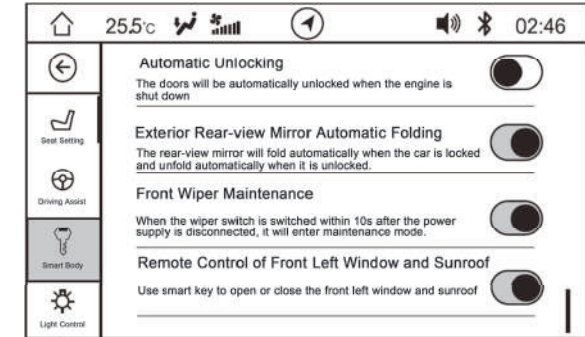 25.5°C
02:46
Automatic Unlocking
The doors will be automatically unlocked when the engine is
shut down
Seat Setting
Exterior Rear-view Mirror Automatic Folding
The rear-view mirror will fold automatically when the car is locked
and unfold automatically when it is unlocked.
Driving Assist
Front Wiper Maintenance
When the wiper switch is switched within 10s after the power
supply is disconnected, it will enter maintenance mode.
Smart Body
Remote Control of Front Left Window and Sunroof
Use smart key to open or close the front left window and sunroof
Light Control